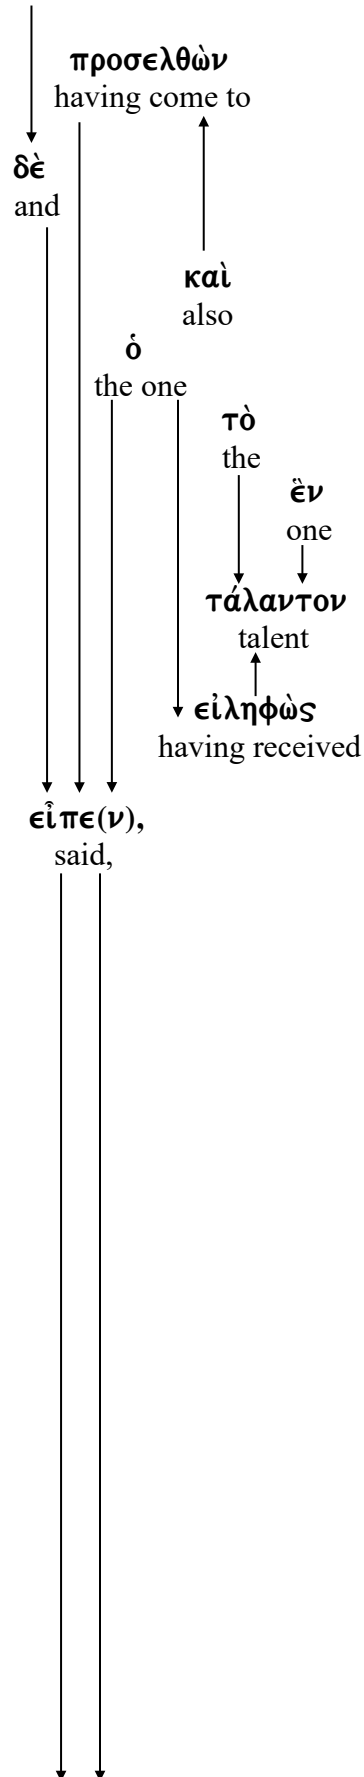 προσελθὼν
having come to
δὲ
and
καὶ
also
ὁ
the one
τὸ
the
ἓν
one
τάλαντον
talent
εἰληφὼς
having received
εἶπε(ν),
said,